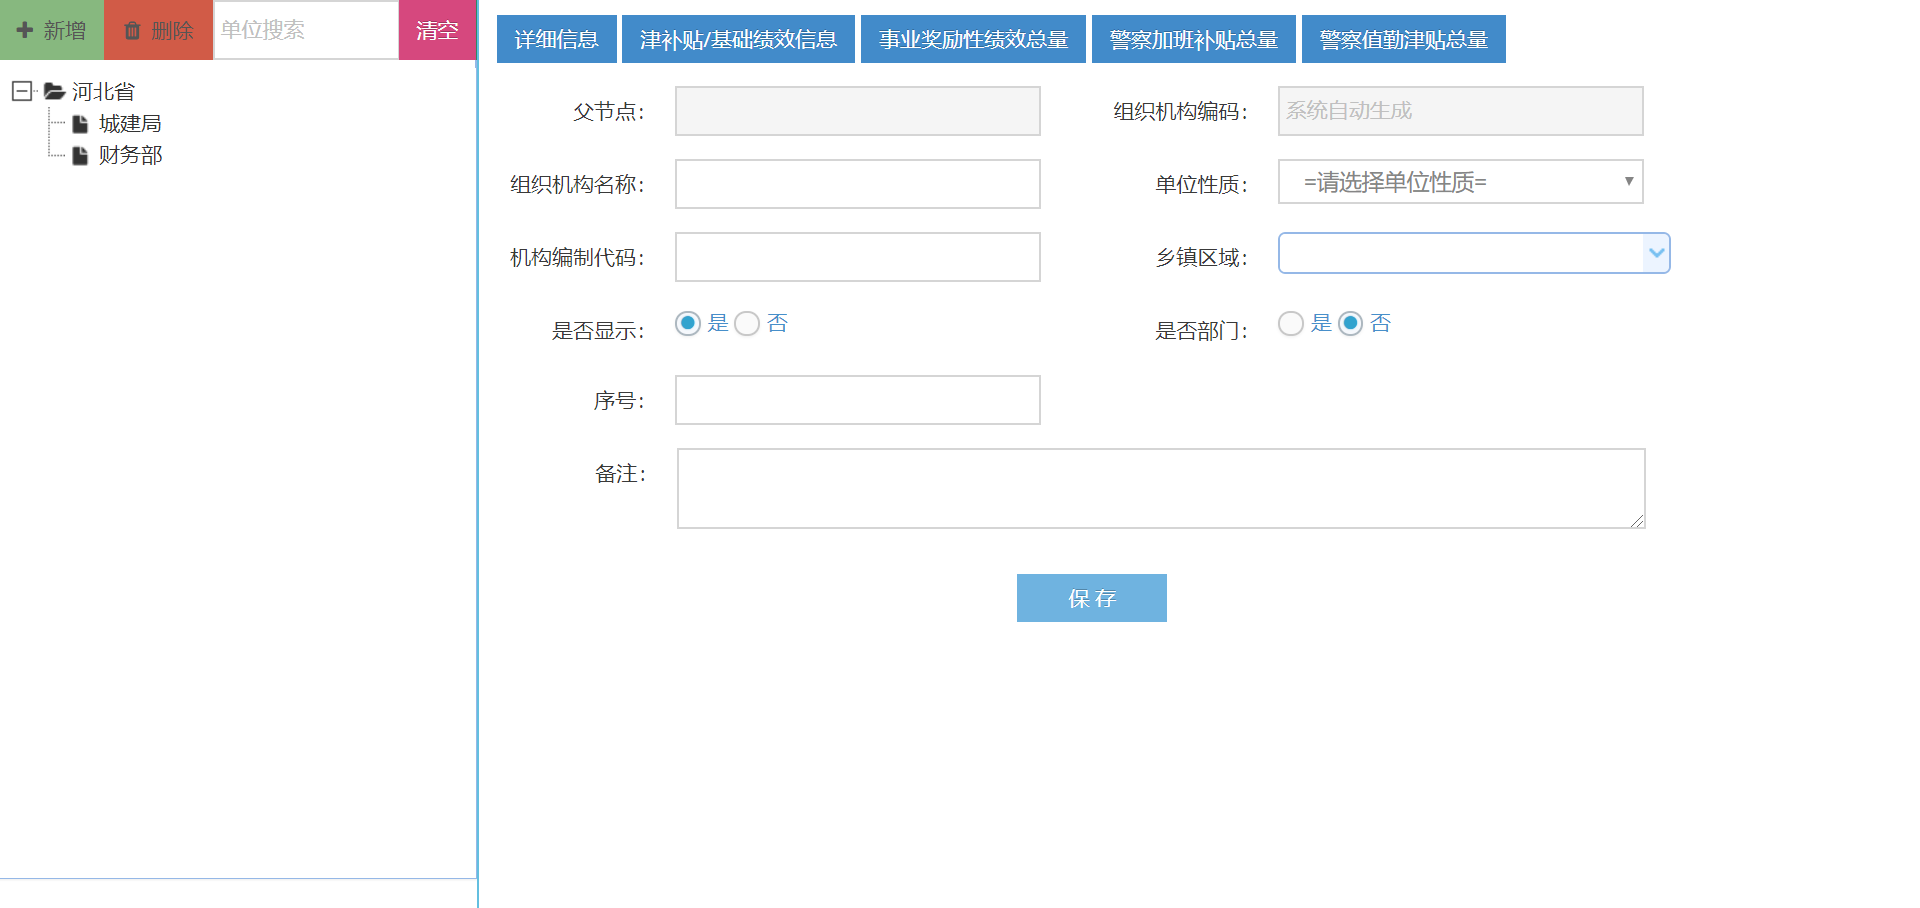 新增 删除 单位搜索 清空
河北省
城建局
财务部
详细信息 津补贴/基础绩效信息 事业奖励性绩效总量 警察加班补贴总量 警察值勤津贴总量
父节点： 组织机构编码： 系统自动生成
组织机构名称： 单位性质： =请选择单位性质=
机构编制代码： 乡镇区域：
是否显示： 是 否 是否部门： 是 否
序号：
备注：
保 存